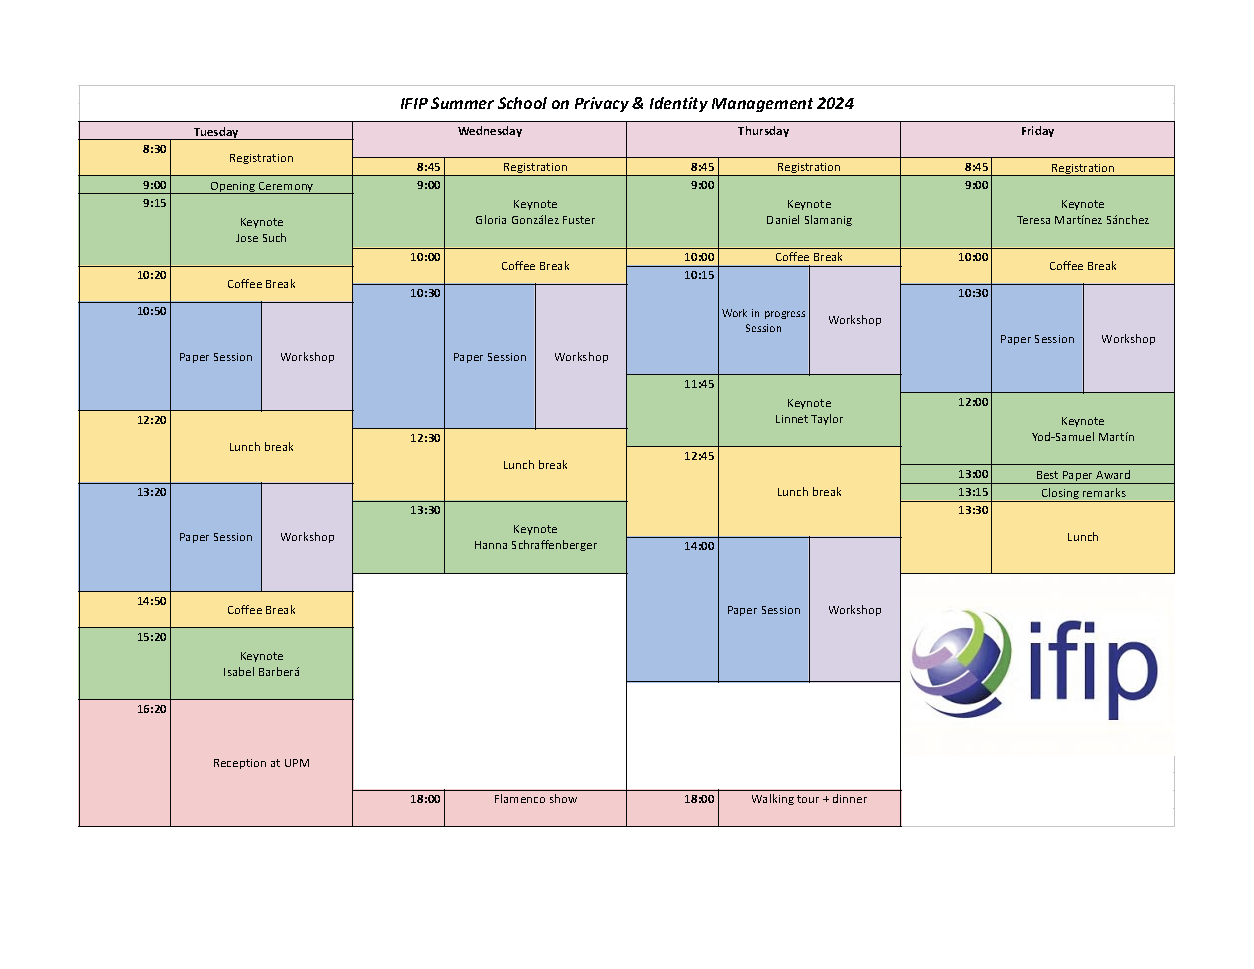 IFIP Summer School on Privacy & Identity Management 2024
Tuesday
8:30 Registration
9:00 Opening Ceremony
9:15 Keynote
Jose Such
10:20 Coffee Break
10:50 Paper Session Workshop
12:20 Lunch break
13:20 Paper Session Workshop
14:50 Coffee Break
15:20 Keynote
Isabel Barberá
16:20 Reception at UPM
Wednesday
8:45 Registration
9:00 Keynote
Gloria González Fuster
10:00 Coffee Break
10:30 Paper Session Workshop
12:30 Lunch break
13:30 Keynote
Hanna Schraffenberger
18:00 Flamenco show
Thursday
8:45 Registration
9:00 Keynote
Daniel Slamanig
10:00 Coffee Break
10:15 Work in progress
Session
Workshop
11:45 Keynote
Linnet Taylor
12:45 Lunch break
14:00 Paper Session Workshop
18:00 Walking tour + dinner
Friday
8:45 Registration
9:00 Keynote
Teresa Martínez Sánchez
10:00 Coffee Break
10:30 Paper Session Workshop
12:00 Keynote
Yod-Samuel Martín
13:00 Best Paper Award
13:15 Closing remarks
13:30 Lunch
ifip